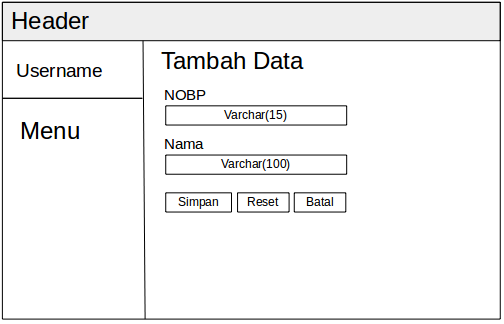 Header
Username
Menu
Tambah Data
NOBP
Varchar(15)
Nama
Varchar(100)
Simpan Reset Batal